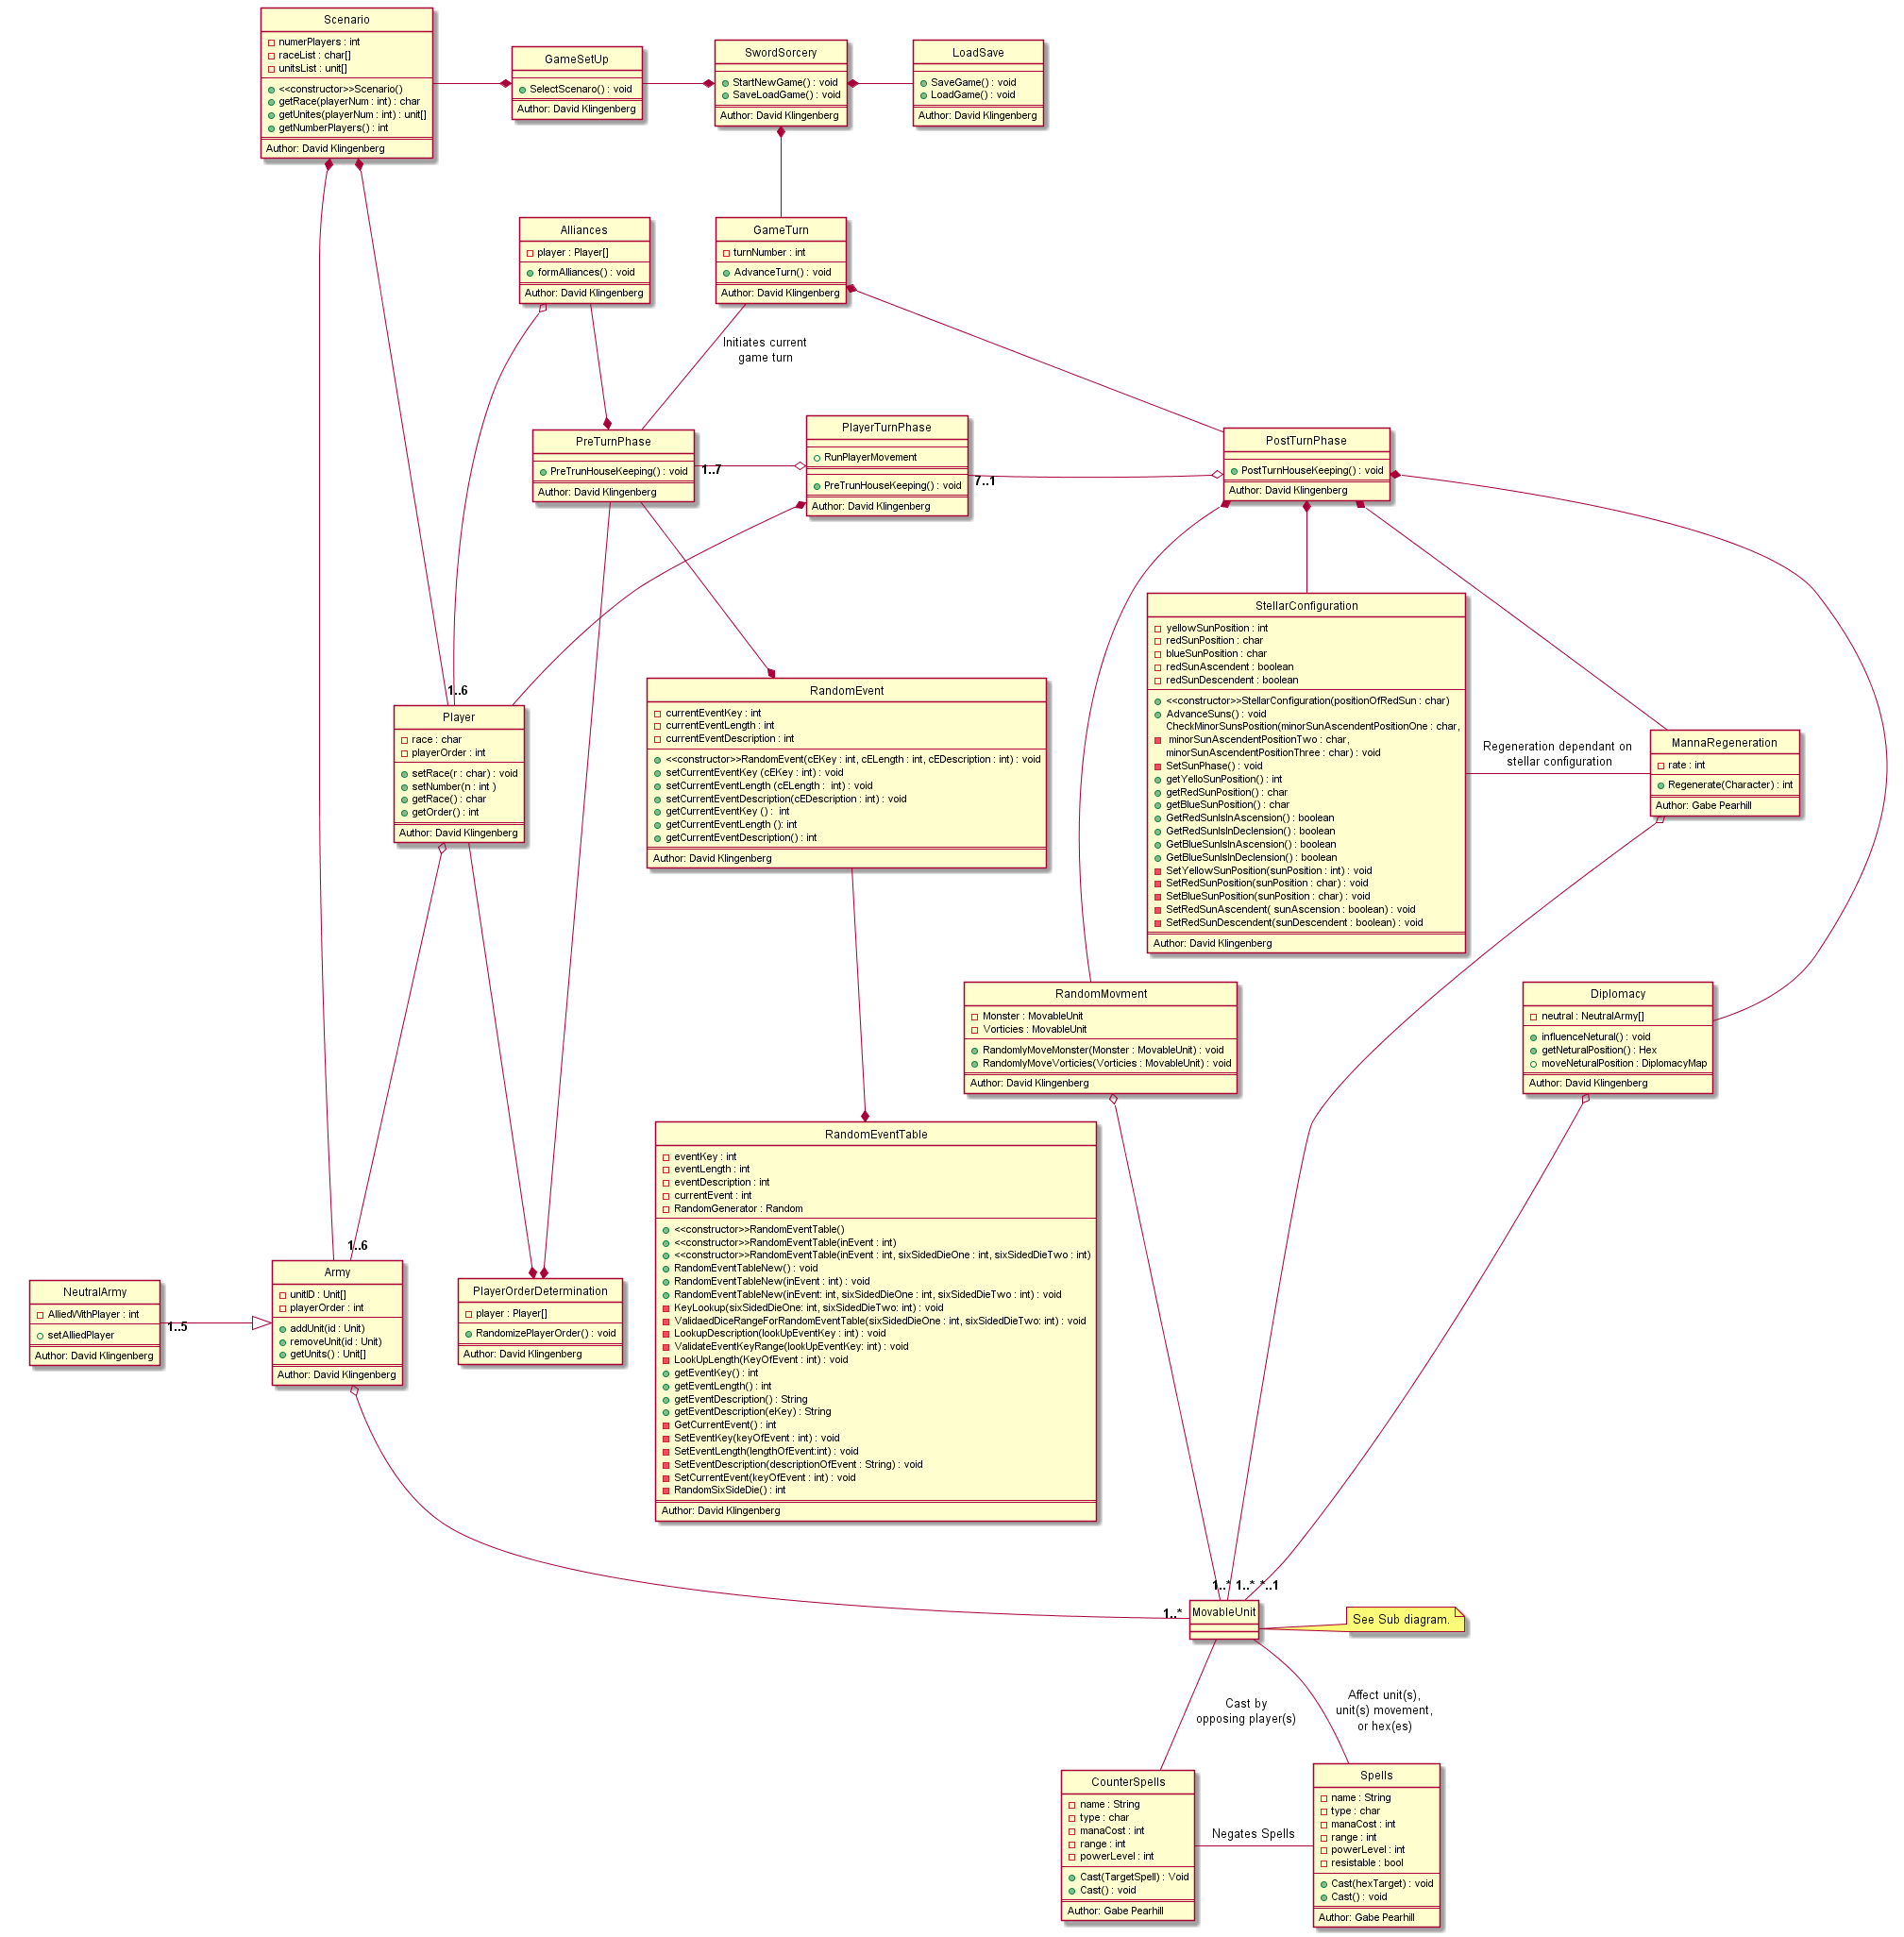 Scenario
numerPlayers : int
raceList : char[]
unitsList : unit[]
<<constructor>>Scenario()
getRace(playerNum : int) : char
getUnites(playerNum : int) : unit[]
getNumberPlayers() : int
Author: David Klingenberg
GameSetUp
SelectScenaro() : void
Author: David Klingenberg
SwordSorcery
StartNewGame() : void
SaveLoadGame() : void
Author: David Klingenberg
LoadSave
SaveGame() : void
LoadGame() : void
Author: David Klingenberg
Alliances
player : Player[]
formAlliances() : void
Author: David Klingenberg
GameTurn
turnNumber : int
AdvanceTurn() : void
Author: David Klingenberg
Initiates current
game turn
PreTurnPhase
PreTrunHouseKeeping() : void
Author: David Klingenberg
1..7
PlayerTurnPhase
RunPlayerMovement
PreTrunHouseKeeping() : void
Author: David Klingenberg
7..1
PostTurnPhase
PostTurnHouseKeeping() : void
Author: David Klingenberg
StellarConfiguration
yellowSunPosition : int
redSunPosition : char
blueSunPosition : char
redSunAscendent : boolean
redSunDescendent : boolean
<<constructor>>StellarConfiguration(positionOfRedSun : char)
AdvanceSuns() : void
CheckMinorSunsPosition(minorSunAscendentPositionOne : char,
minorSunAscendentPositionTwo : char,
minorSunAscendentPositionThree : char) : void
SetSunPhase() : void
getYelloSunPosition() : int
getRedSunPosition() : char
getBlueSunPosition() : char
GetRedSunIsInAscension() : boolean
GetRedSunIsInDeclension() : boolean
GetBlueSunIsInAscension() : boolean
GetBlueSunIsInDeclension() : boolean
SetYellowSunPosition(sunPosition : int) : void
SetRedSunPosition(sunPosition : char) : void
SetBlueSunPosition(sunPosition : char) : void
SetRedSunAscendent( sunAscension : boolean) : void
SetRedSunDescendent(sunDescendent : boolean) : void
Author: David Klingenberg
Regeneration dependant on
stellar configuration
MannaRegeneration
rate : int
Regenerate(Character) : int
Author: Gabe Pearhill
1..6
Player
race : char
playerOrder : int
setRace(r : char) : void
setNumber(n : int )
getRace() : char
getOrder() : int
Author: David Klingenberg
RandomEvent
currentEventKey : int
currentEventLength : int
currentEventDescription : int
<<constructor>>RandomEvent(cEKey : int, cELength : int, cEDescription : int) : void
setCurrentEventKey (cEKey : int) : void
setCurrentEventLength (cELength :  int) : void
setCurrentEventDescription(cEDescription : int) : void
getCurrentEventKey () :  int
getCurrentEventLength (): int
getCurrentEventDescription() : int
Author: David Klingenberg
RandomMovment
Monster : MovableUnit
Vorticies : MovableUnit
RandomlyMoveMonster(Monster : MovableUnit) : void
RandomlyMoveVorticies(Vorticies : MovableUnit) : void
Author: David Klingenberg
Diplomacy
neutral : NeutralArmy[]
influenceNetural() : void
getNeturalPosition() : Hex
moveNeturalPosition : DiplomacyMap
Author: David Klingenberg
RandomEventTable
eventKey : int
eventLength : int
eventDescription : int
currentEvent : int
RandomGenerator : Random
<<constructor>>RandomEventTable()
<<constructor>>RandomEventTable(inEvent : int)
<<constructor>>RandomEventTable(inEvent : int, sixSidedDieOne : int, sixSidedDieTwo : int)
RandomEventTableNew() : void
RandomEventTableNew(inEvent : int) : void
RandomEventTableNew(inEvent: int, sixSidedDieOne : int, sixSidedDieTwo : int) : void
KeyLookup(sixSidedDieOne: int, sixSidedDieTwo: int) : void
ValidaedDiceRangeForRandomEventTable(sixSidedDieOne : int, sixSidedDieTwo: int) : void
LookupDescription(lookUpEventKey : int) : void
ValidateEventKeyRange(lookUpEventKey: int) : void
LookUpLength(KeyOfEvent : int) : void
getEventKey() : int
getEventLength() : int
getEventDescription() : String
getEventDescription(eKey) : String
GetCurrentEvent() : int
SetEventKey(keyOfEvent : int) : void
SetEventLength(lengthOfEvent:int) : void
SetEventDescription(descriptionOfEvent : String) : void
SetCurrentEvent(keyOfEvent : int) : void
RandomSixSideDie() : int
Author: David Klingenberg
NeutralArmy
AlliedWithPlayer : int
setAlliedPlayer
Author: David Klingenberg
1..5
1..6
Army
unitID : Unit[]
playerOrder : int
addUnit(id : Unit)
removeUnit(id : Unit)
getUnits() : Unit[]
Author: David Klingenberg
PlayerOrderDetermination
player : Player[]
RandomizePlayerOrder() : void
Author: David Klingenberg
1..* 1..* *..1
1..*
MovableUnit
See Sub diagram.
Cast by
opposing player(s)
Affect unit(s),
unit(s) movement,
or hex(es)
CounterSpells
name : String
type : char
manaCost : int
range : int
powerLevel : int
Cast(TargetSpell) : Void
Cast() : void
Author: Gabe Pearhill
Negates Spells
Spells
name : String
type : char
manaCost : int
range : int
powerLevel : int
resistable : bool
Cast(hexTarget) : void
Cast() : void
Author: Gabe Pearhill